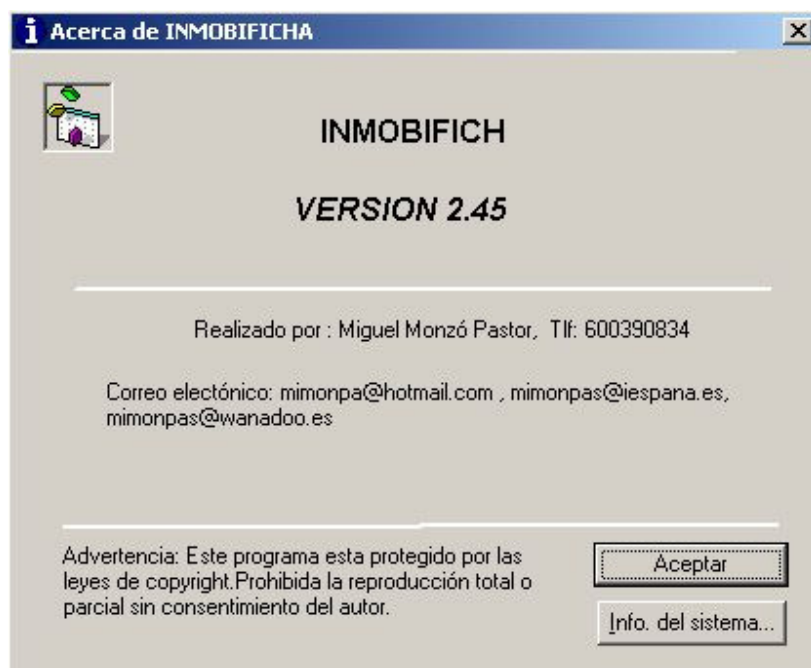 Acerca de INMOBIFICHA
INMOBIFICH
VERSION 2.45
Realizado por : Miguel Monzó Pastor, Tlf: 600390834
Correo electónico: mimonpa@hotmail.com , mimonpas@iespana.es,
mimonpas@wanadoo.es
Advertencia: Este programa esta protegido por las
leyes de copyright.Prohibida la reproducción total o
parcial sin consentimiento del autor.
Aceptar
Info. del sistema...